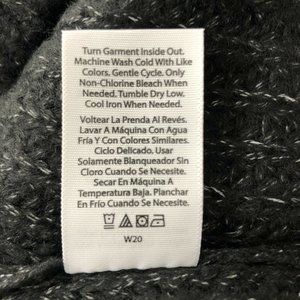 Turn Garment Inside Out.
Machine Wash Cold With Like
Colors. Gentle Cycle. Only
Non-Chlorine Bleach When
Needed. Tumble Dry Low.
Cool Iron When Needed.
Voltear La Prenda Al Revés.
Lavar A Máquina Con Agua
Fría Y Con Colores Similares.
Ciclo Delicado. Usar
Solamente Blanqueador Sin
Cloro Cuando Se Necesite.
Secar En Máquina A
Temperatura Baja. Planchar
En Frío Cuando Se Necesite.
W20